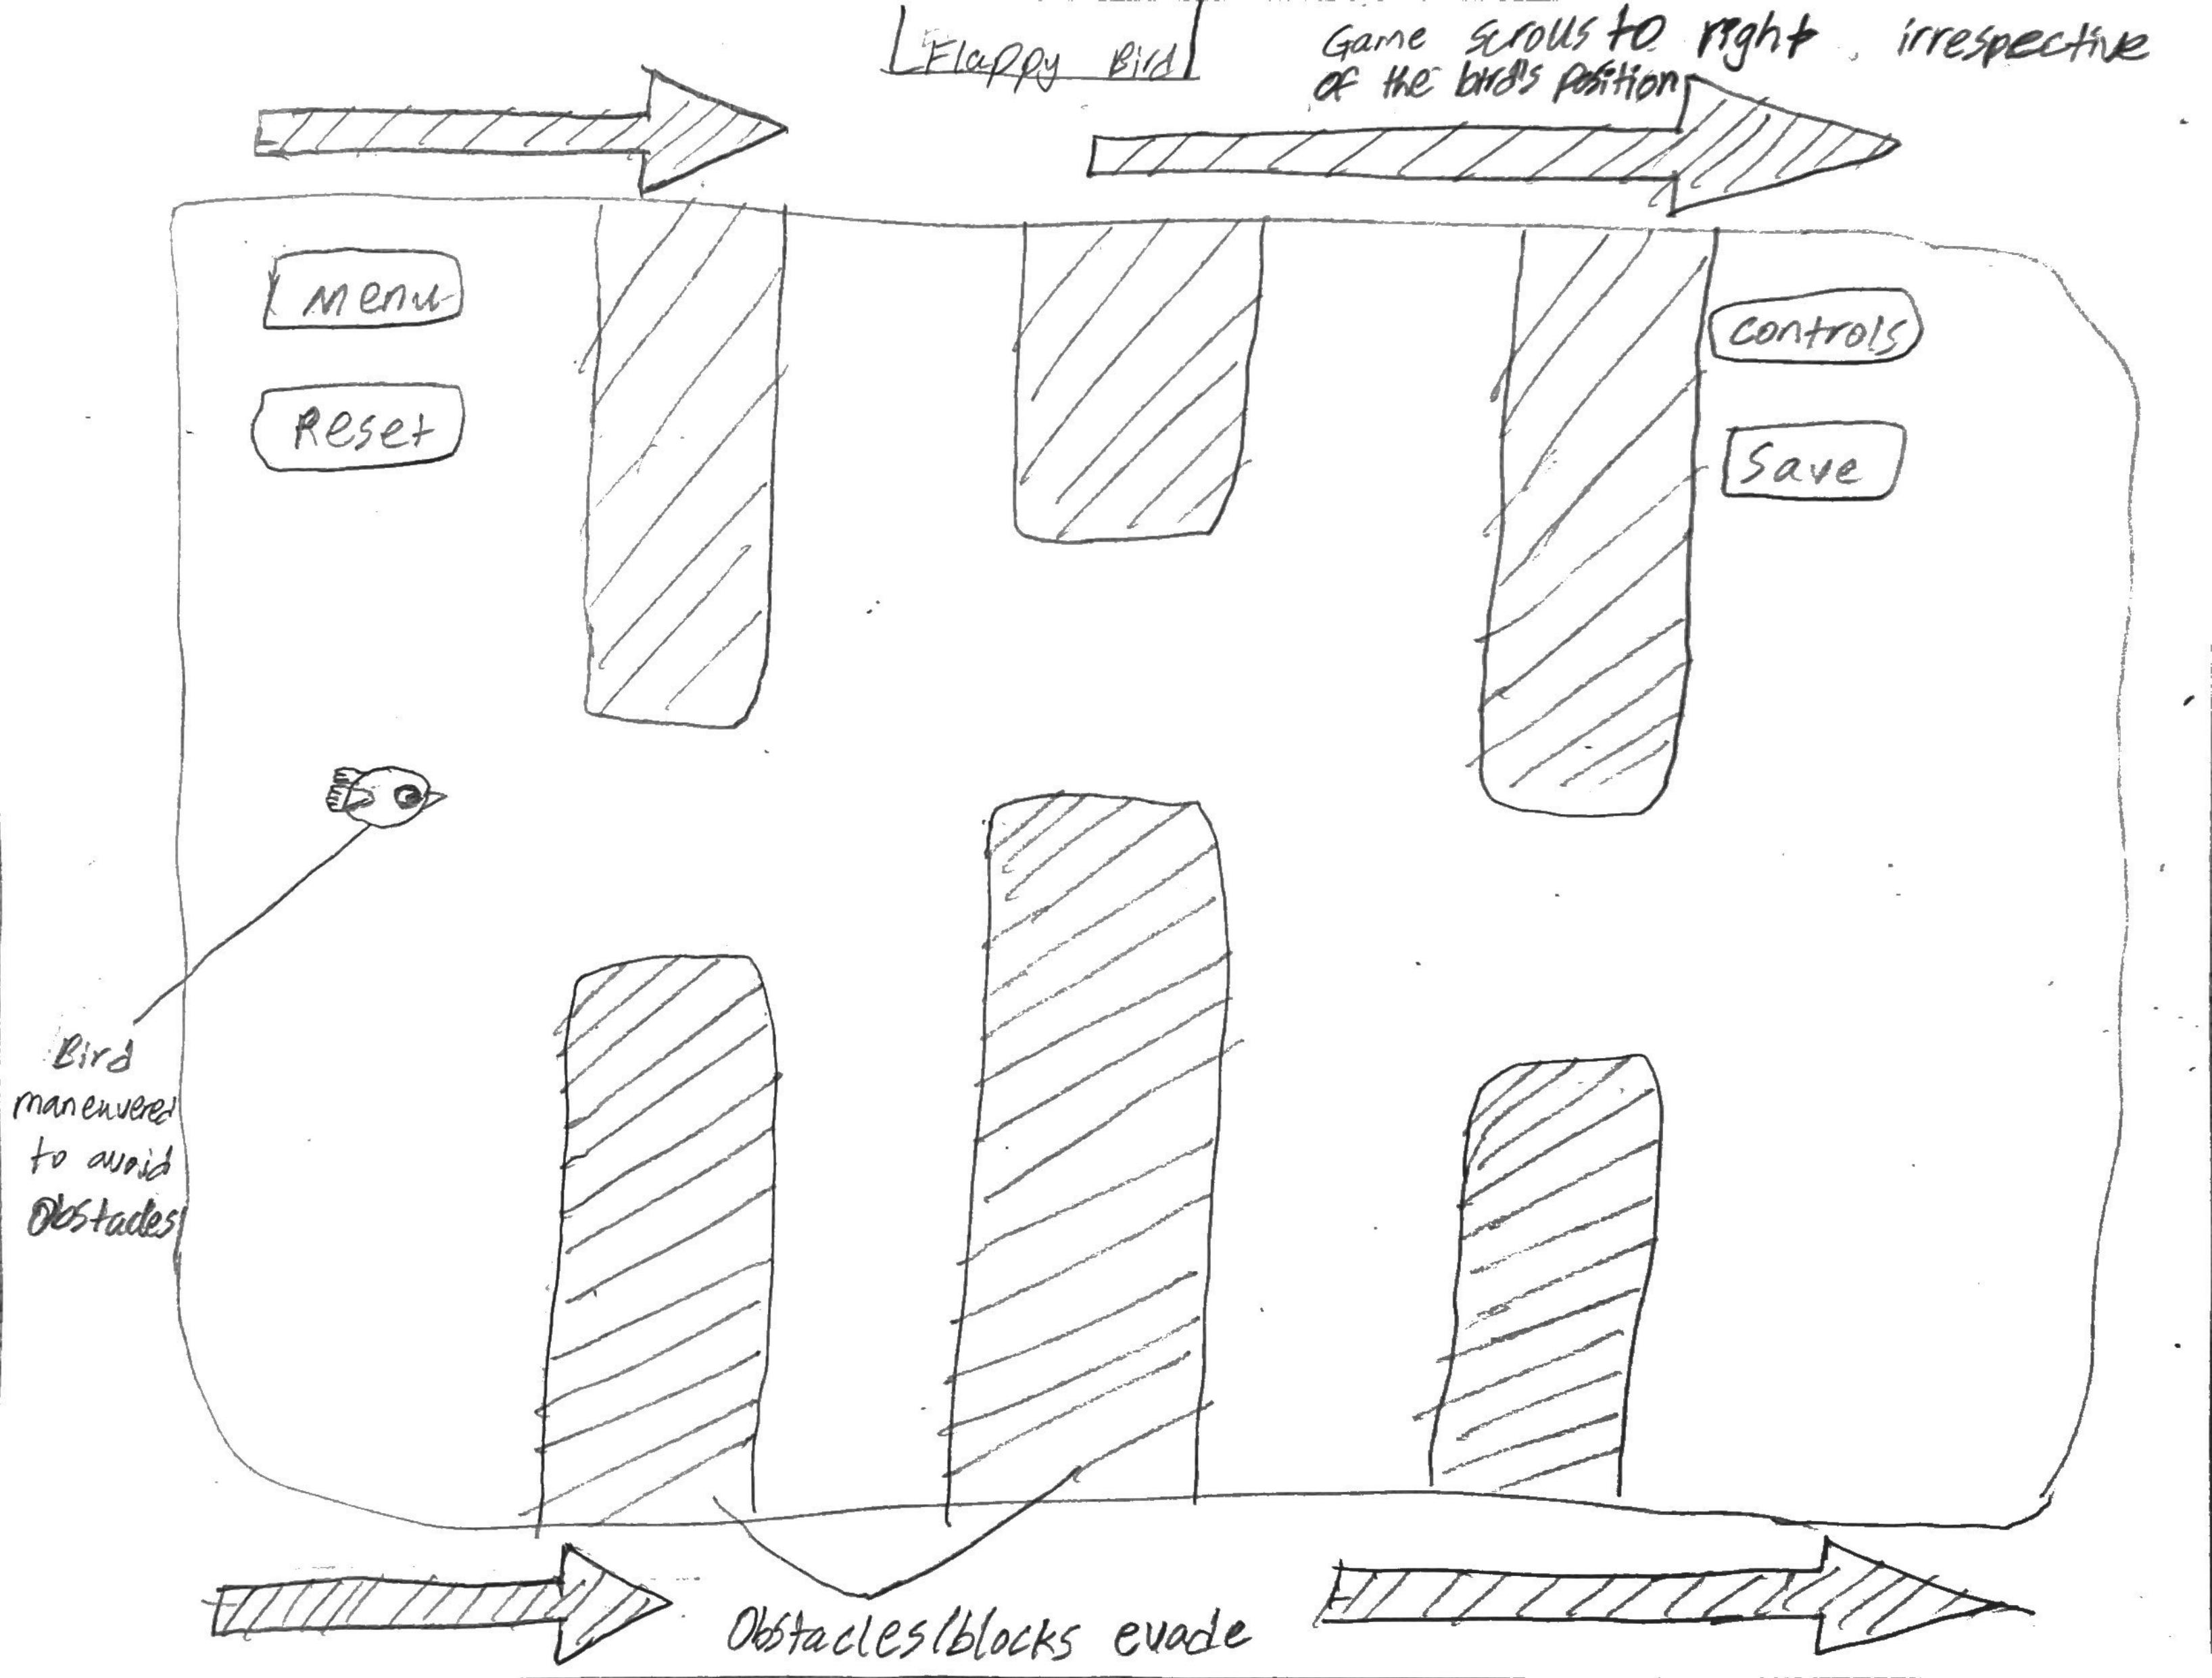 Flappy Bird
Game scrolls to right, irrespective
of the bird's position
Menu
Controls
Reset
Save
Bird
maneuvered
to avoid
Obstacles
Obstacles/blocks evade